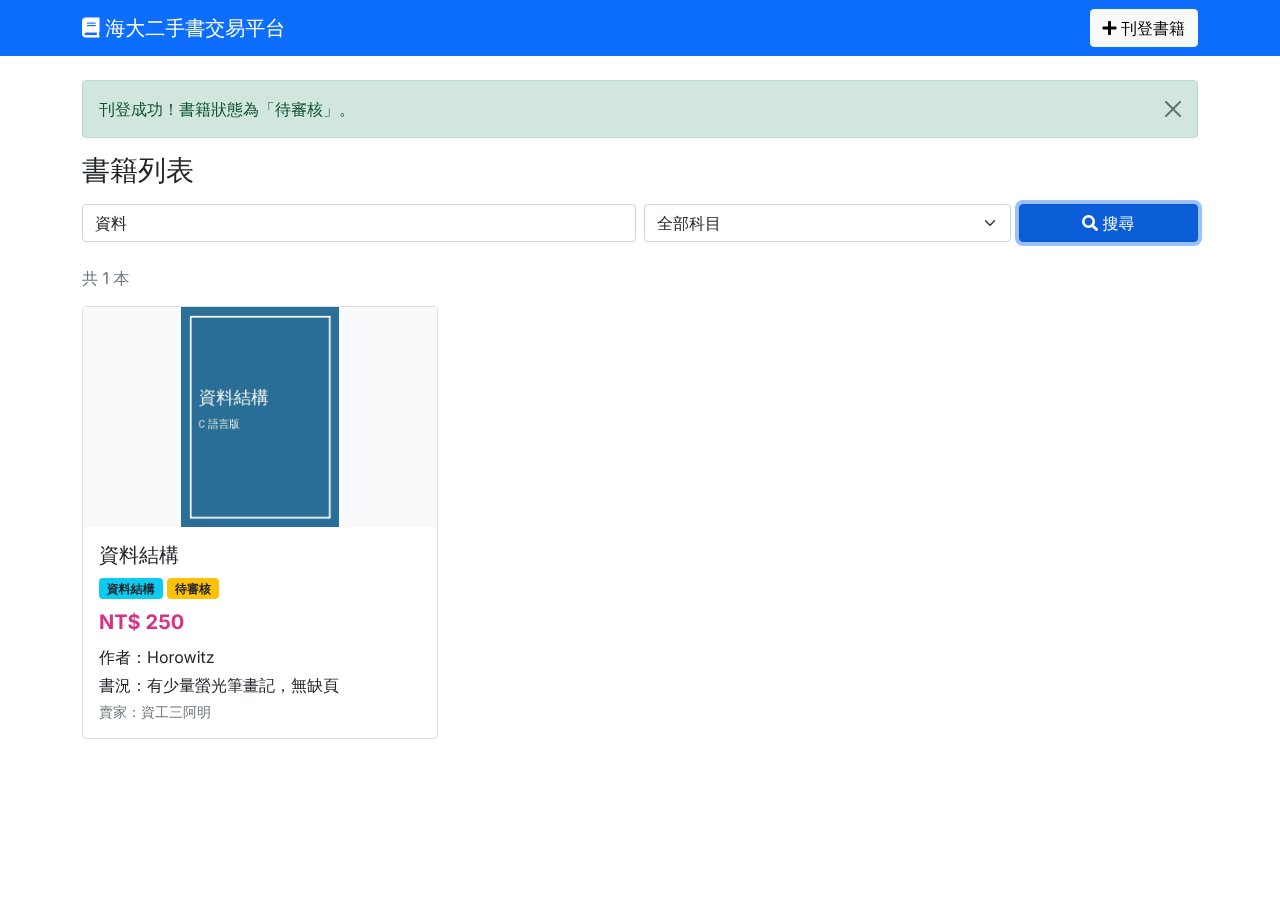 海大二手書交易平台
刊登書籍
刊登成功！書籍狀態為「待審核」。
書籍列表
資料
全部科目
搜尋
共 1 本
資料結構
C 語言版
資料結構
資料結構 待審核
NT$ 250
作者：Horowitz
書況：有少量螢光筆畫記，無缺頁
賣家：資工三阿明